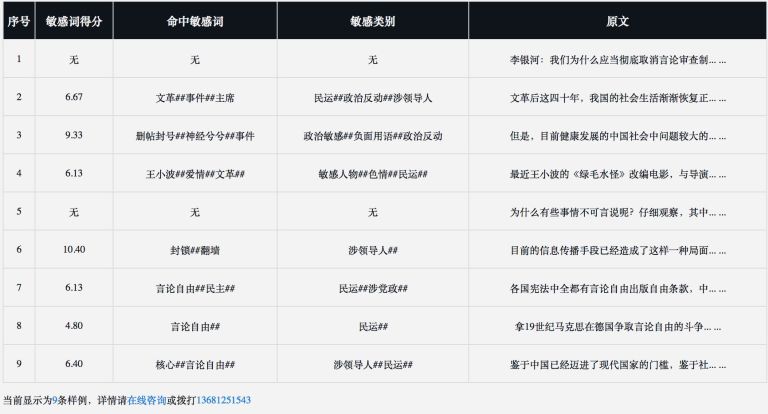 序号 敏感词得分 命中敏感词 敏感类别 原文
1 无 无 无 李银河：我们为什么应当彻底取消言论审查制... ...
2 6.67 文革##事件##主席 民运##政治反动##涉领导人 文革后这四十年，我国的社会生活渐渐恢复正... ...
3 9.33 删帖封号##神经兮兮##事件 政治敏感##负面用语##政治反动 但是，目前健康发展的中国社会中问题较大的... ...
4 6.13 王小波##爱情##文革## 敏感人物##色情##民运## 最近王小波的《绿毛水怪》改编电影，与导演... ...
5 无 无 无 为什么有些事情不可言说呢？仔细观察，其中... ...
6 10.40 封锁##翻墙 涉领导人## 目前的信息传播手段已经造成了这样一种局面... ...
7 6.13 言论自由##民主## 民运##涉党政## 各国宪法中全都有言论自由出版自由条款，中... ...
8 4.80 言论自由## 民运## 拿19世纪马克思在德国争取言论自由的斗争... ...
9 6.40 核心##言论自由## 涉领导人##民运## 鉴于中国已经迈进了现代国家的门槛，鉴于社... ...
当前显示为9条样例，详情请在线咨询或拨打13681251543